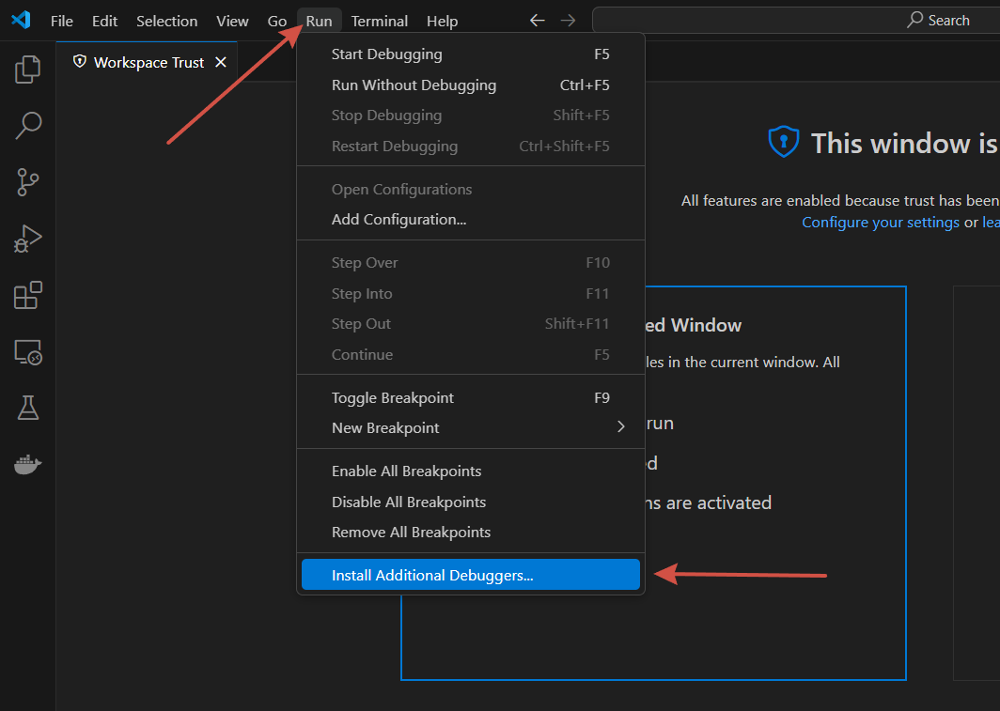 File Edit Selection View Go Run Terminal Help Search
Workspace Trust
Start Debugging F5
Run Without Debugging Ctrl+F5
Stop Debugging Shift+F5
Restart Debugging Ctrl+Shift+F5
Open Configurations
Add Configuration...
Step Over F10
Step Into F11
Step Out Shift+F11
Continue F5
Toggle Breakpoint F9
New Breakpoint
Enable All Breakpoints
Disable All Breakpoints
Remove All Breakpoints
Install Additional Debuggers...
This window is
All features are enabled because trust has been
Configure your settings or lea
ed Window
les in the current window. All
run
ed
ns are activated